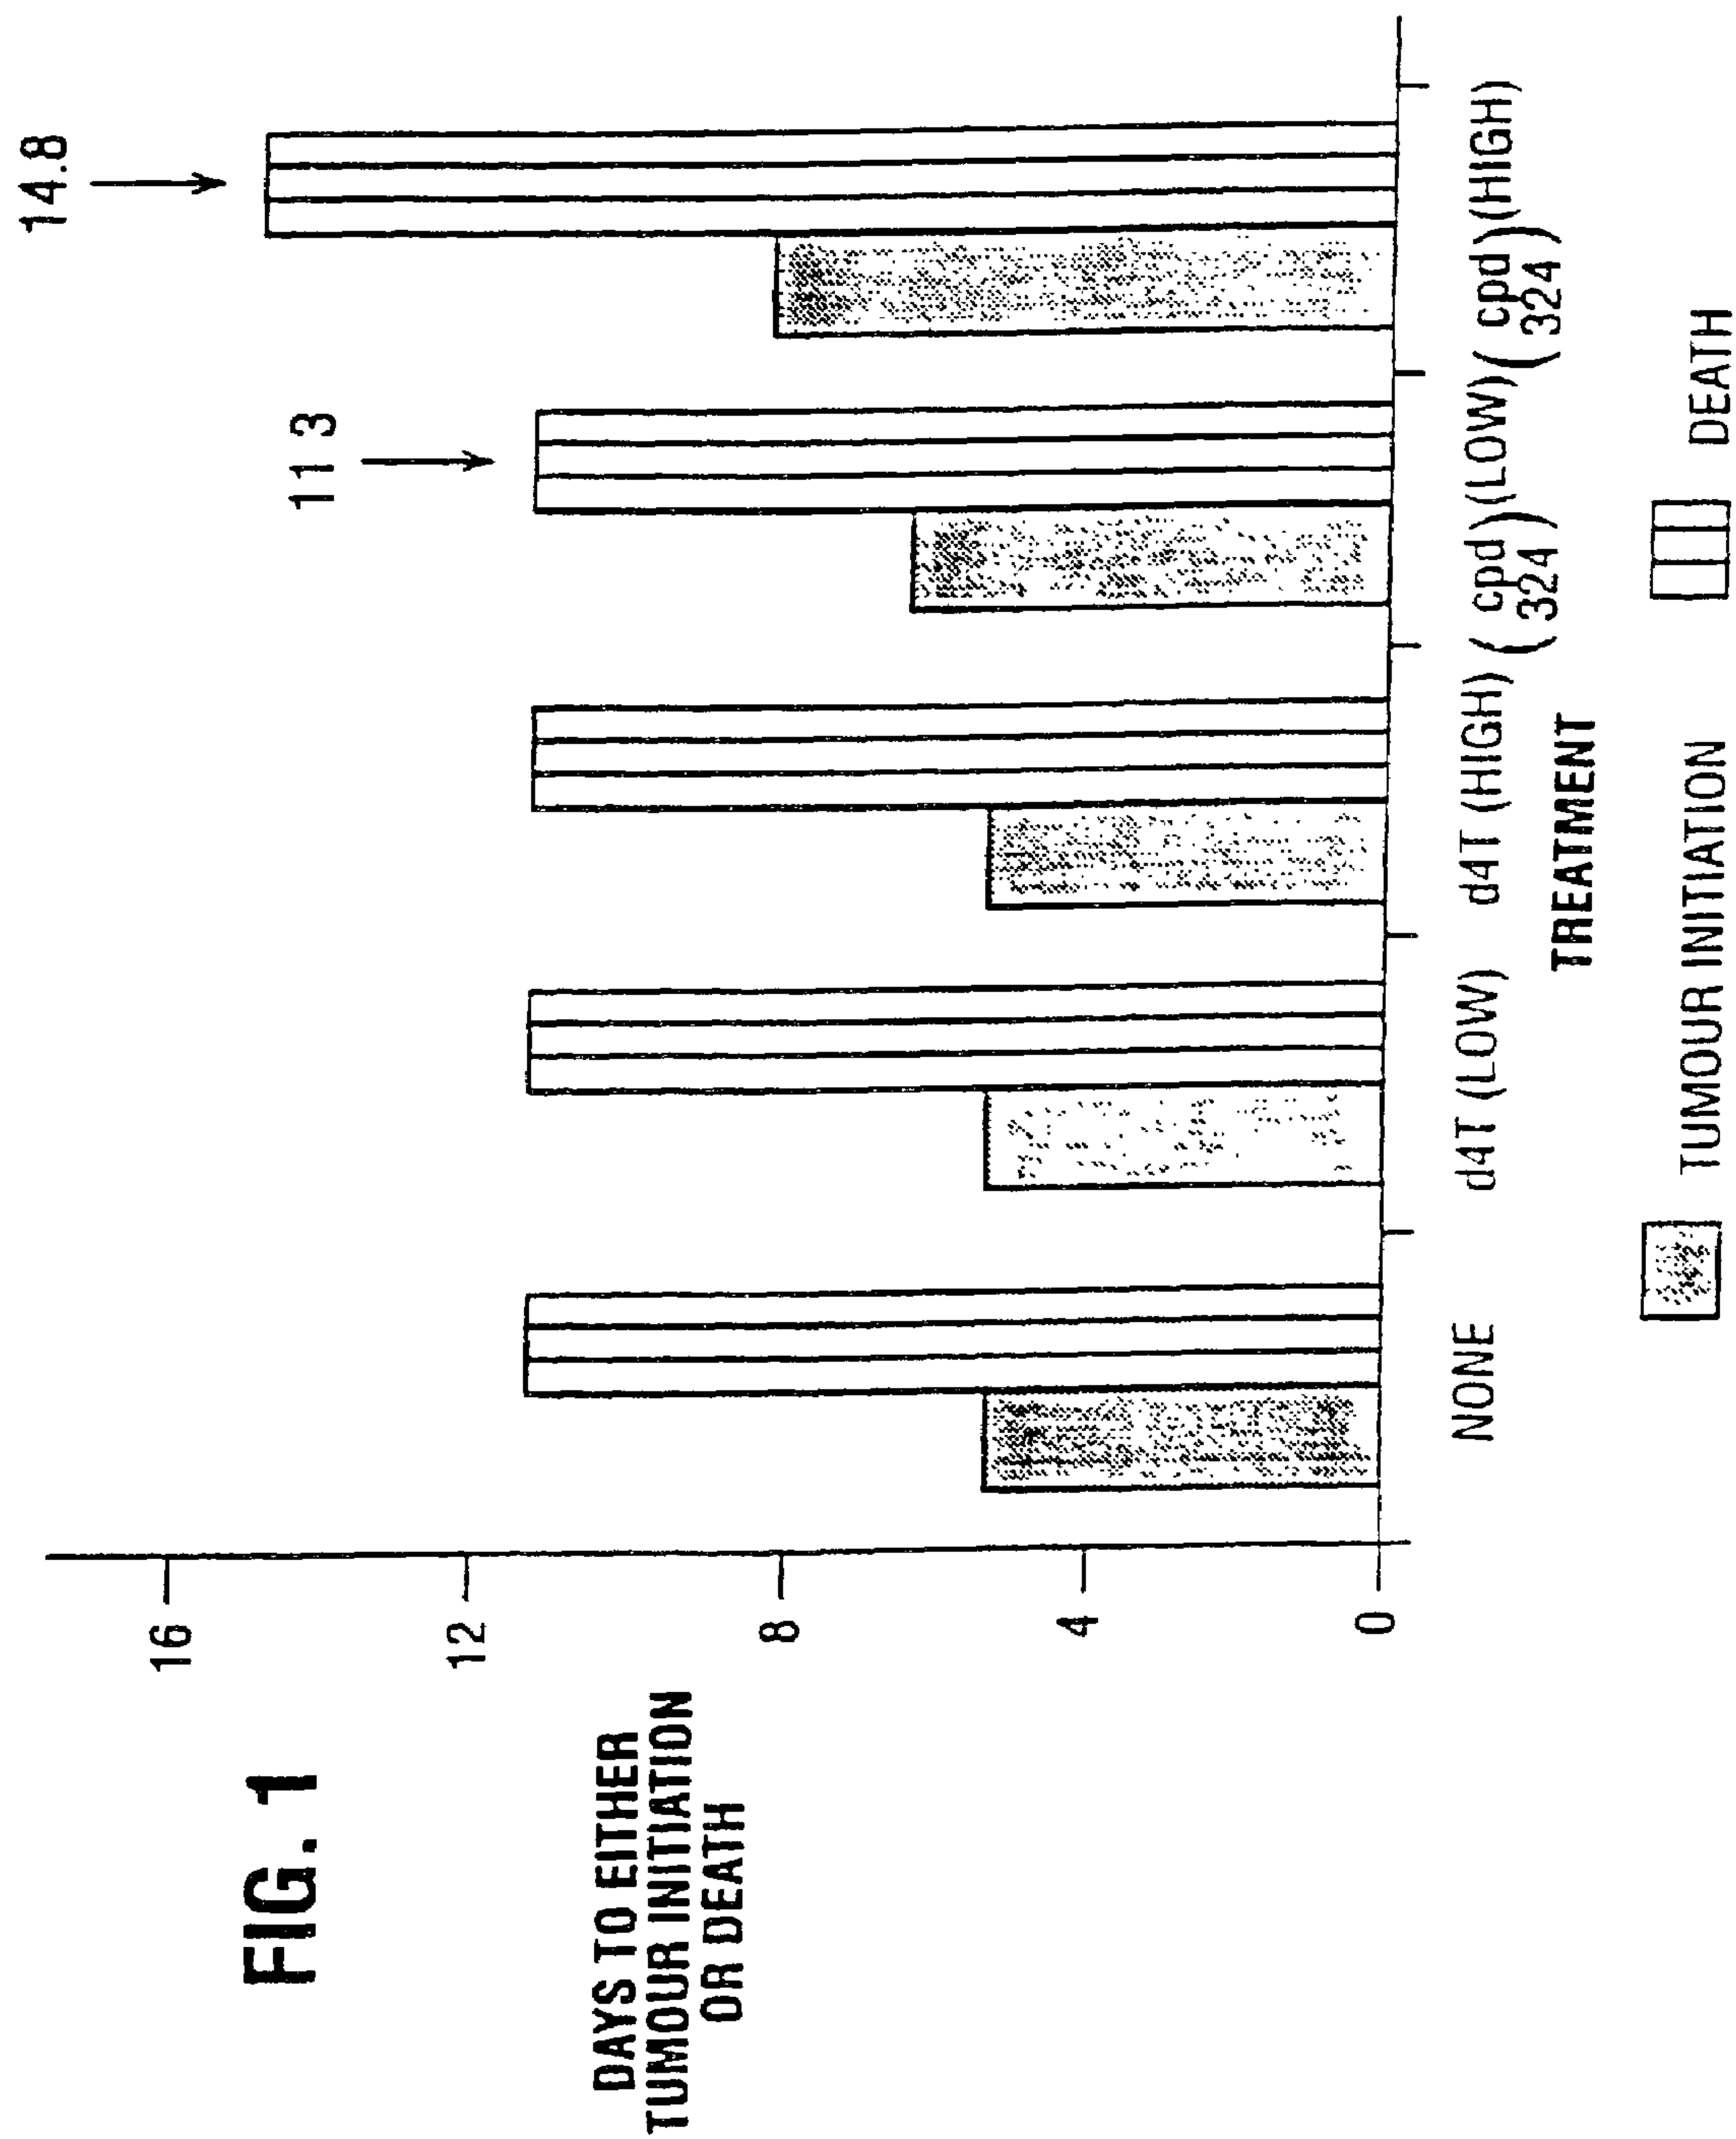 FIG. 1
DAYS TO EITHER
TUMOUR INITIATION
OR DEATH
16
12
8
4
0
11 3
14.8
NONE
d4T (LOW)
d4T (HIGH)
( cpd ) (LOW)
( 324 )
( cpd ) (HIGH)
( 324 )
TREATMENT
TUMOUR INITIATION
DEATH